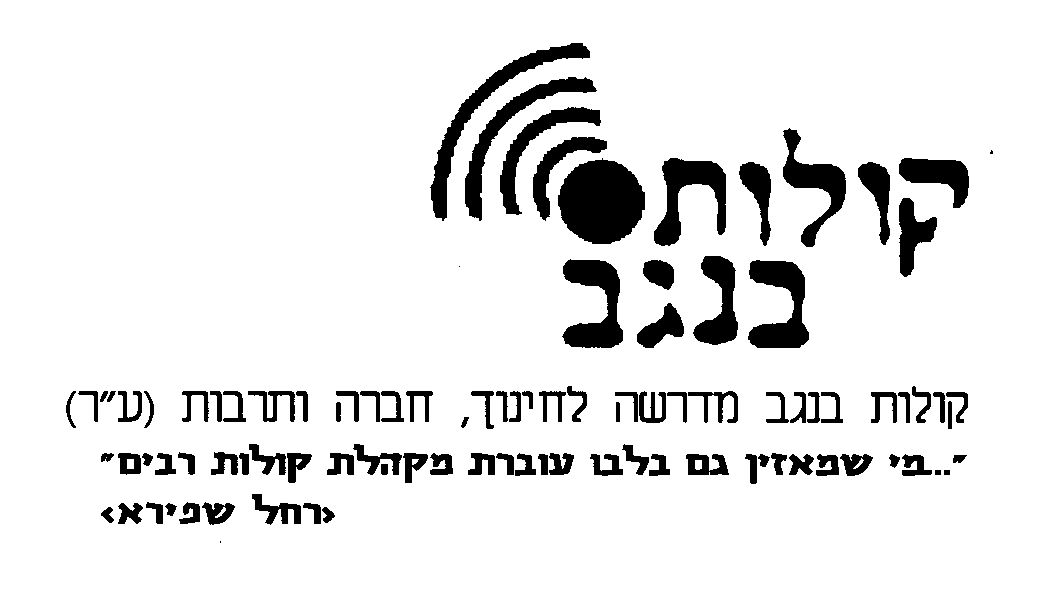 קולות
בנגב
קולות בנגב מדרשה לחינוך, חברה ותרבות (ע״ר)
״..מי שמאזין גם בלבו עוברת מקהלת קולות רבים״
<רחל שפירא>